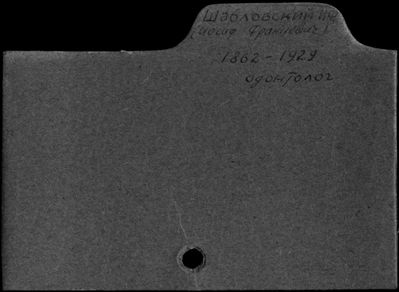 Шабловский И.Ф.
(Иосиф Францевич)
1862-1929
одонтолог